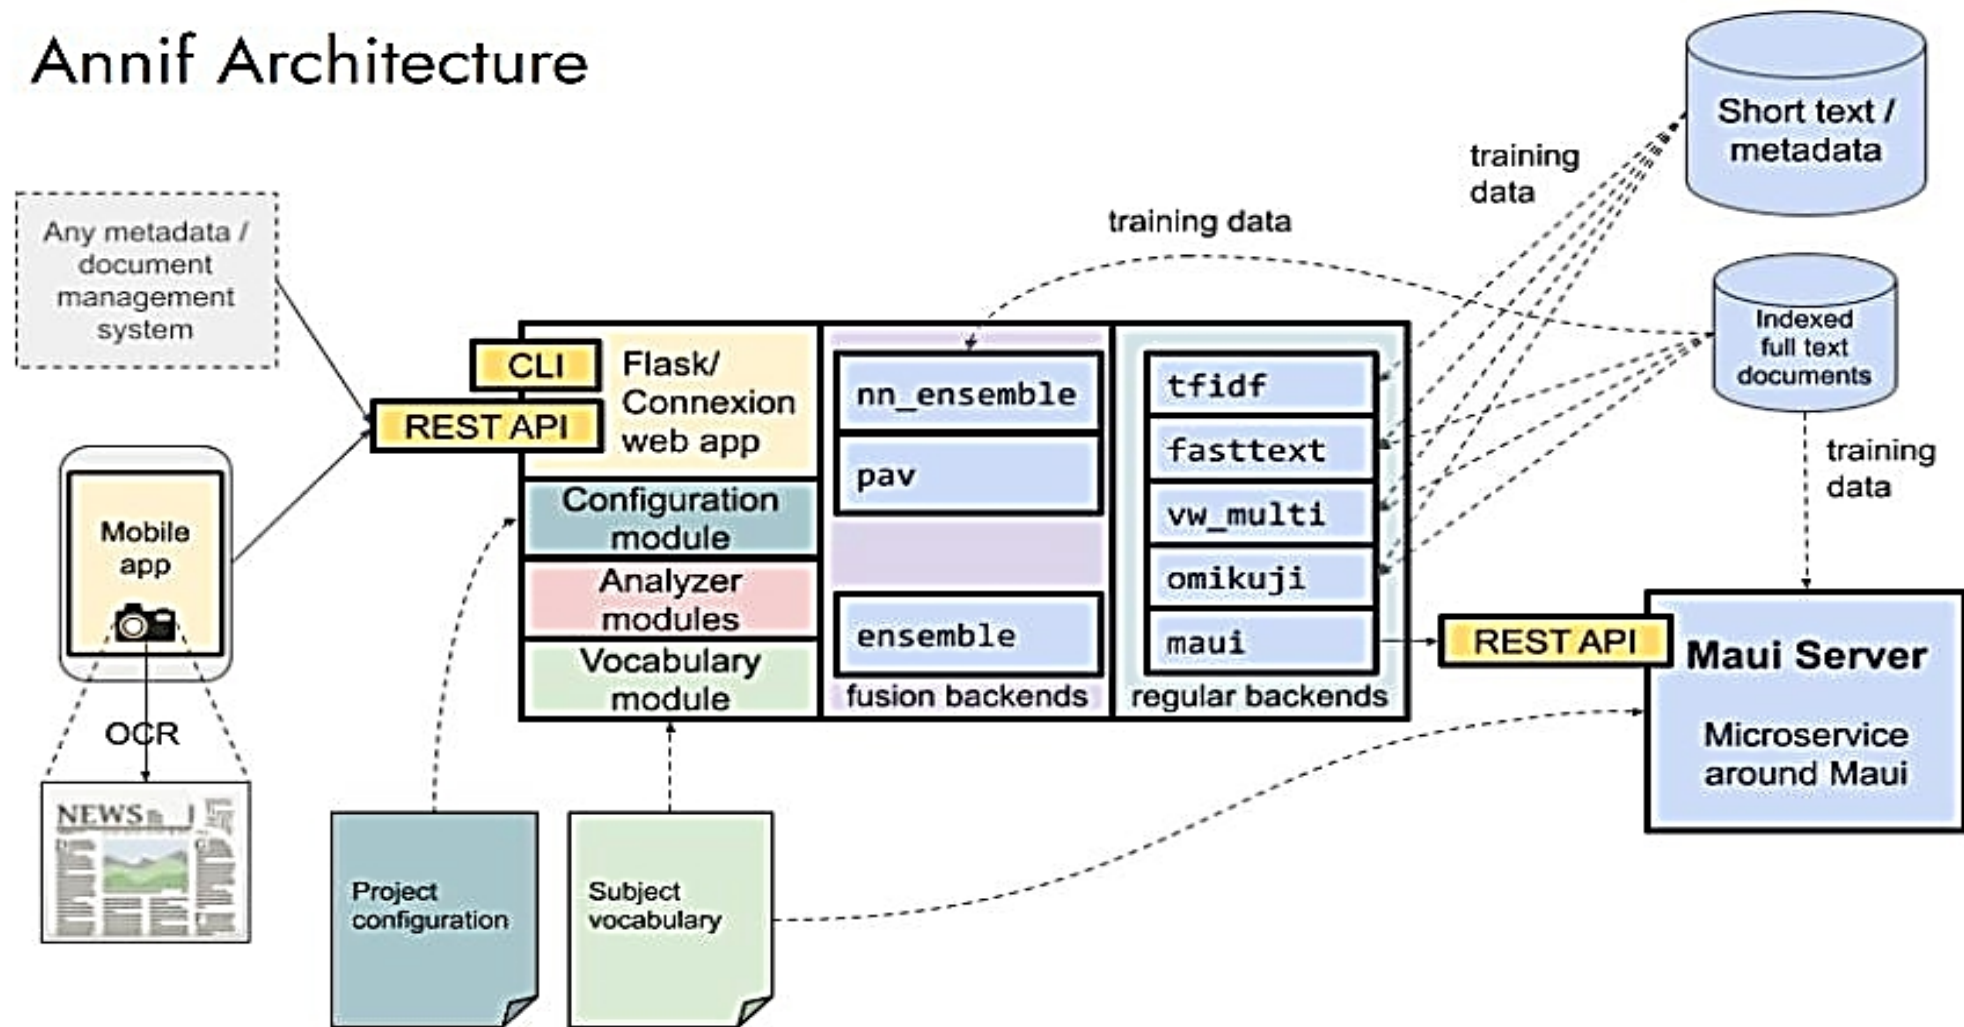 Annif Architecture
Short text /
metadata
training
data
training data
Any metadata /
document
management
system
Indexed
full text
documents
CLI
REST API
Flask/
Connexion
web app
nn_ensemble
pav
ensemble
fusion backends
tfidf
fasttext
vw_multi
omikuji
maui
regular backends
training
data
Configuration
module
Analyzer
modules
Vocabulary
module
Mobile
app
OCR
NEWS
REST API
Maui Server
Microservice
around Maui
Project
configuration
Subject
vocabulary